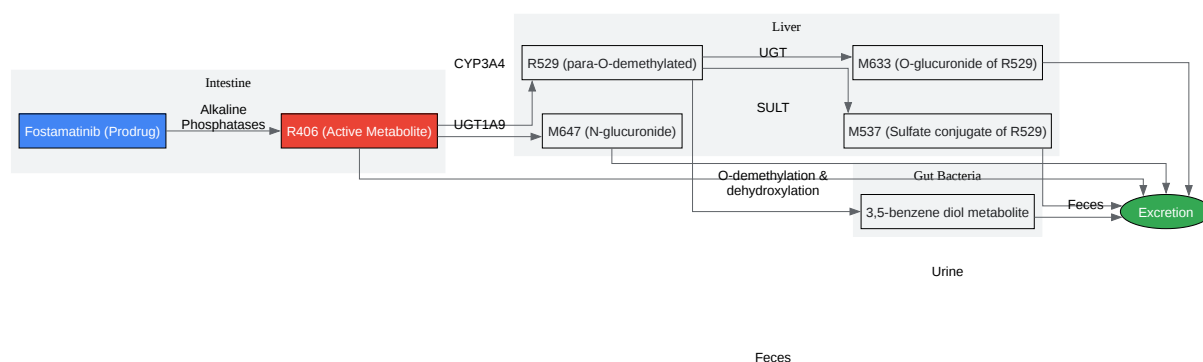 Liver
CYP3A4
R529 (para-O-demethylated)
UGT
M633 (O-glucuronide of R529)
Intestine
Fostamatinib (Prodrug)
Alkaline
Phosphatases
R406 (Active Metabolite)
UGT1A9
M647 (N-glucuronide)
SULT
M537 (Sulfate conjugate of R529)
O-demethylation &
dehydroxylation
Gut Bacteria
3,5-benzene diol metabolite
Feces
Excretion
Urine
Feces